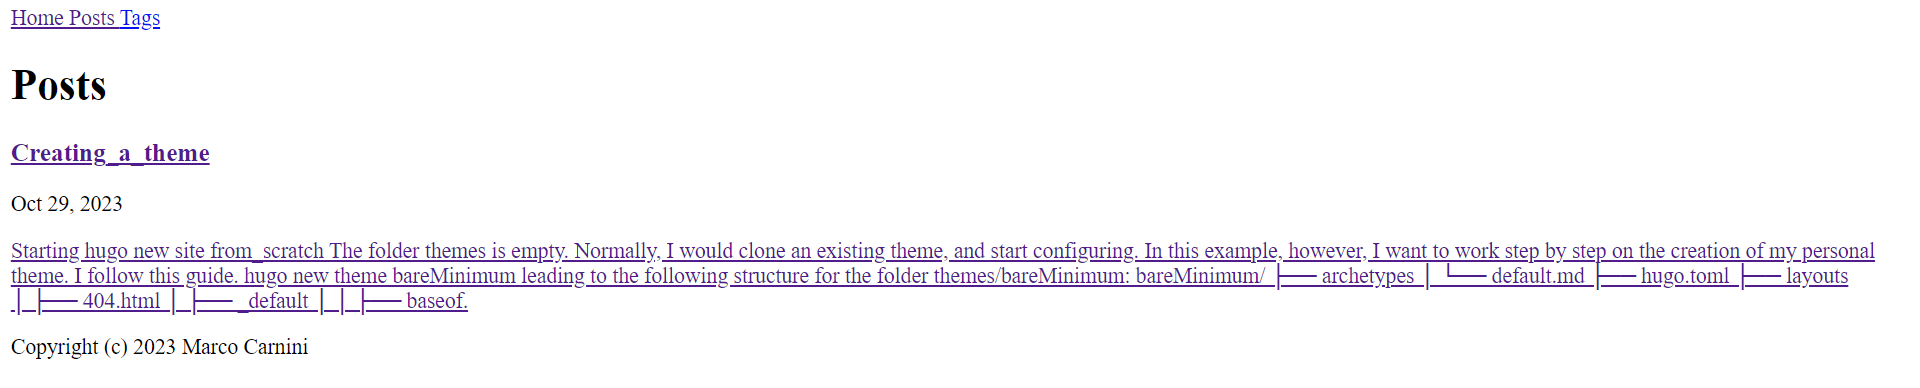 Home Posts Tags
Posts
Creating_a_theme
Oct 29, 2023
Starting hugo new site from_scratch The folder themes is empty. Normally, I would clone an existing theme, and start configuring. In this example, however, I want to work step by step on the creation of my personal
theme. I follow this guide. hugo new theme bareMinimum leading to the following structure for the folder themes/bareMinimum: bareMinimum/ ├── archetypes │ └── default.md ├── hugo.toml ├── layouts
│ ├── 404.html │ ├── _default │ │ ├── baseof.
Copyright (c) 2023 Marco Carnini